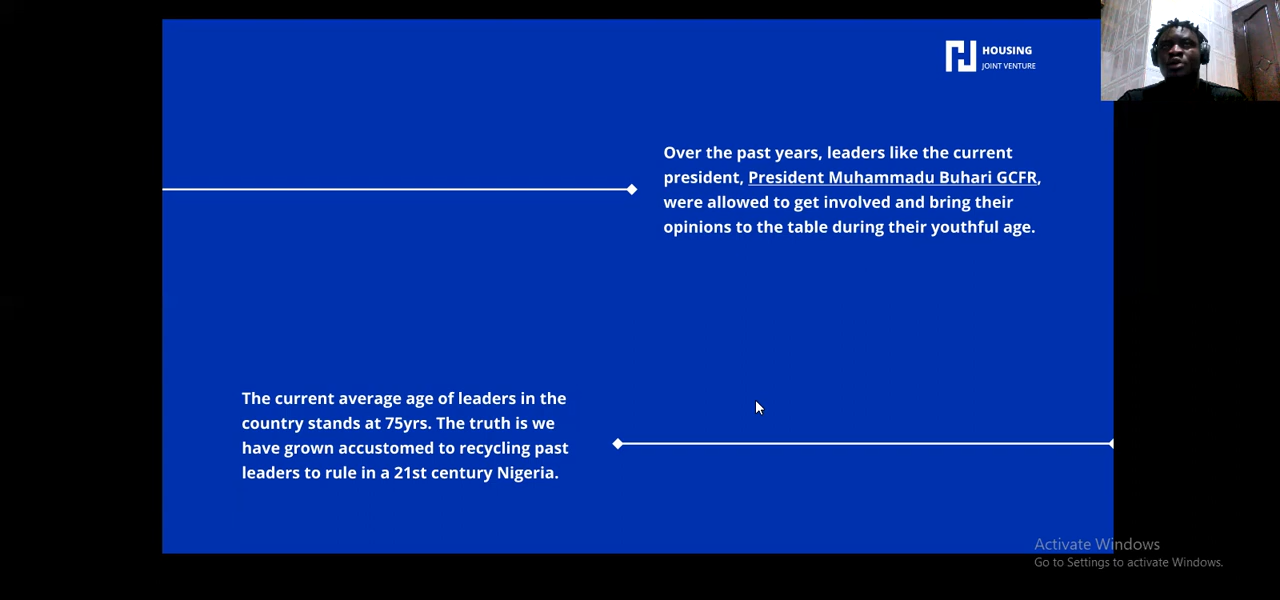 HOUSING
JOINT VENTURE
Over the past years, leaders like the current
president, President Muhammadu Buhari GCFR,
were allowed to get involved and bring their
opinions to the table during their youthful age.
The current average age of leaders in the
country stands at 75yrs. The truth is we
have grown accustomed to recycling past
leaders to rule in a 21st century Nigeria.
Activate Windows
Go to Settings to activate Windows.